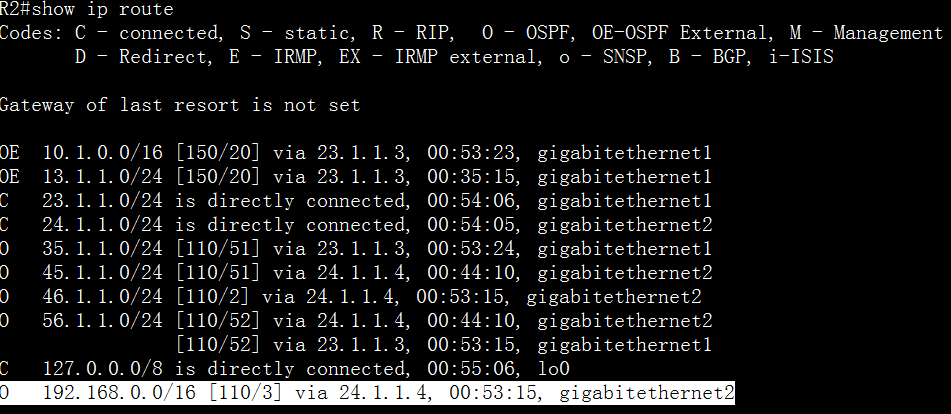 R2#show ip route
Codes: C - connected, S - static, R - RIP,  O - OSPF, OE-OSPF External, M - Management
       D - Redirect, E - IRMP, EX - IRMP external, o - SNSP, B - BGP, i-ISIS
Gateway of last resort is not set
OE  10.1.0.0/16 [150/20] via 23.1.1.3, 00:53:23, gigabitethernet1
OE  13.1.1.0/24 [150/20] via 23.1.1.3, 00:35:15, gigabitethernet1
C   23.1.1.0/24 is directly connected, 00:54:06, gigabitethernet1
C   24.1.1.0/24 is directly connected, 00:54:05, gigabitethernet2
O   35.1.1.0/24 [110/51] via 23.1.1.3, 00:53:24, gigabitethernet1
O   45.1.1.0/24 [110/51] via 24.1.1.4, 00:44:10, gigabitethernet2
O   46.1.1.0/24 [110/2] via 24.1.1.4, 00:53:15, gigabitethernet2
O   56.1.1.0/24 [110/52] via 24.1.1.4, 00:44:10, gigabitethernet2
                [110/52] via 23.1.1.3, 00:53:15, gigabitethernet1
C   127.0.0.0/8 is directly connected, 00:55:06, lo0
O   192.168.0.0/16 [110/3] via 24.1.1.4, 00:53:15, gigabitethernet2